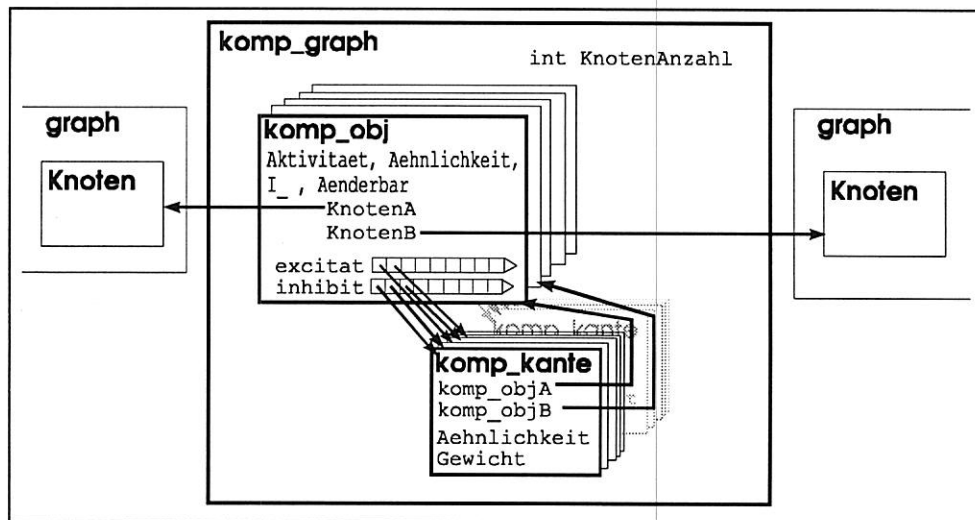 komp_graph
int KnotenAnzahl
graph
Knoten
komp_obj
Aktivitaet, Aehnlichkeit,
I_ , Aenderbar
KnotenA
KnotenB
excitat
inhibit
graph
Knoten
komp_kante
komp_kante
komp_objA
komp_objB
Aehnlichkeit
Gewicht